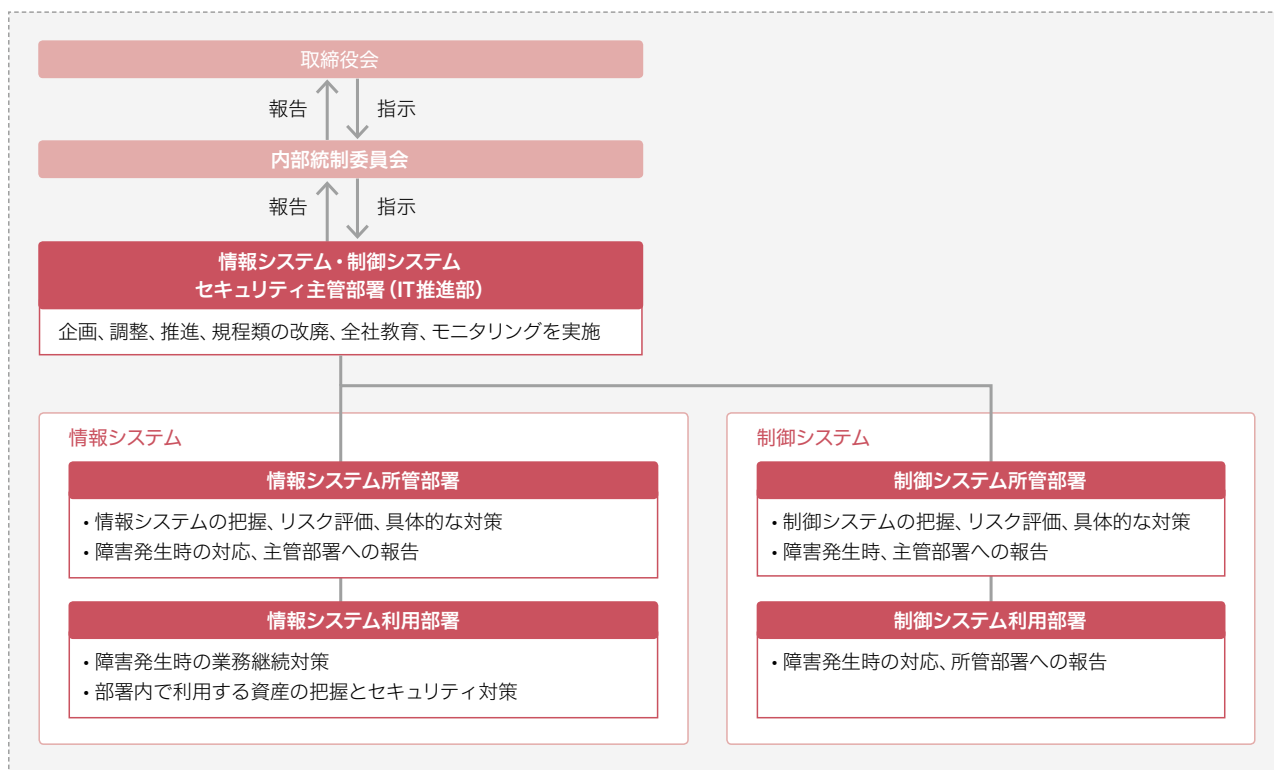 取締役会
報告
指示
内部統制委員会
報告
指示
情報システム・制御システム
セキュリティ主管部署（IT推進部）
企画、調整、推進、規程類の改廃、全社教育、モニタリングを実施
情報システム
情報システム所管部署
・情報システムの把握、リスク評価、具体的な対策
・障害発生時の対応、主管部署への報告
情報システム利用部署
・障害発生時の業務継続対策
・部署内で利用する資産の把握とセキュリティ対策
制御システム
制御システム所管部署
・制御システムの把握、リスク評価、具体的な対策
・障害発生時、主管部署への報告
制御システム利用部署
・障害発生時の対応、所管部署への報告